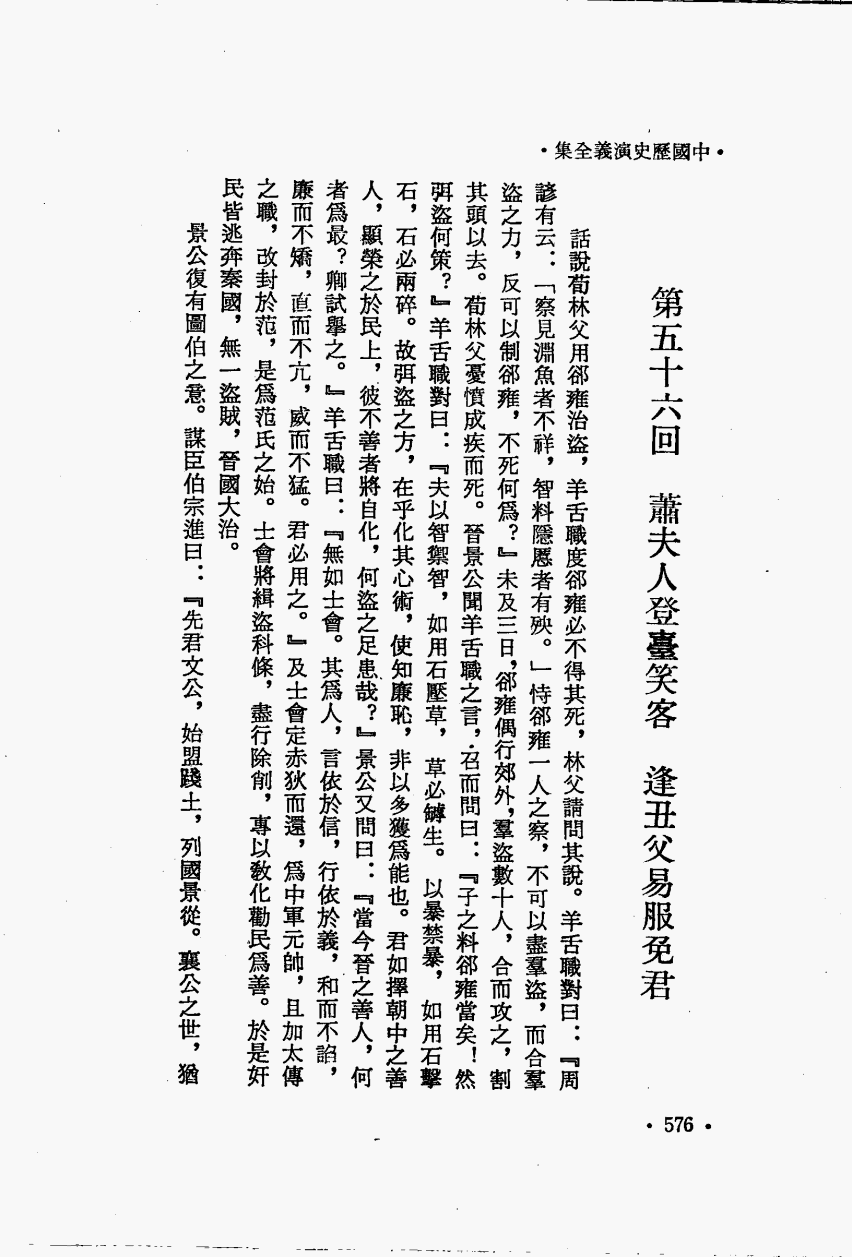 •中國歷史演義全集•
第五十六回　蕭夫人登臺笑客　逢丑父易服免君
話說荀林父用郤雍治盜，羊舌職度郤雍必不得其死，林父請問其說。羊舌職對曰：『周
諺有云：「察見淵魚者不祥，智料隱慝者有殃。」恃郤雍一人之察，不可以盡羣盜，而合羣
盜之力，反可以制郤雍，不死何爲？』未及三日，郤雍偶行郊外，羣盜數十人，合而攻之，割
其頭以去。荀林父憂憤成疾而死。晉景公聞羊舌職之言，召而問曰：『子之料郤雍當矣！然
弭盜何策？』羊舌職對曰：『夫以智禦智，如用石壓草，草必罅生。以暴禁暴，如用石擊
石，石必兩碎。故弭盜之方，在乎化其心術，使知廉恥，非以多獲爲能也。君如擇朝中之善
人，顯榮之於民上，彼不善者將自化，何盜之足患哉？』景公又問曰：『當今晉之善人，何
者爲最？卿試舉之。』羊舌職曰：『無如士會。其爲人，言依於信，行依於義，和而不諂，
廉而不矯，直而不亢，威而不猛。君必用之。』及士會定赤狄而還，爲中軍元帥，且加太傅
之職，改封於范，是爲范氏之始。士會將緝盜科條，盡行除削，專以敎化勸民爲善。於是奸
民皆逃奔秦國，無一盜賊，晉國大治。
景公復有圖伯之意。謀臣伯宗進曰：『先君文公，始盟踐土，列國景從。襄公之世，猶
•576•